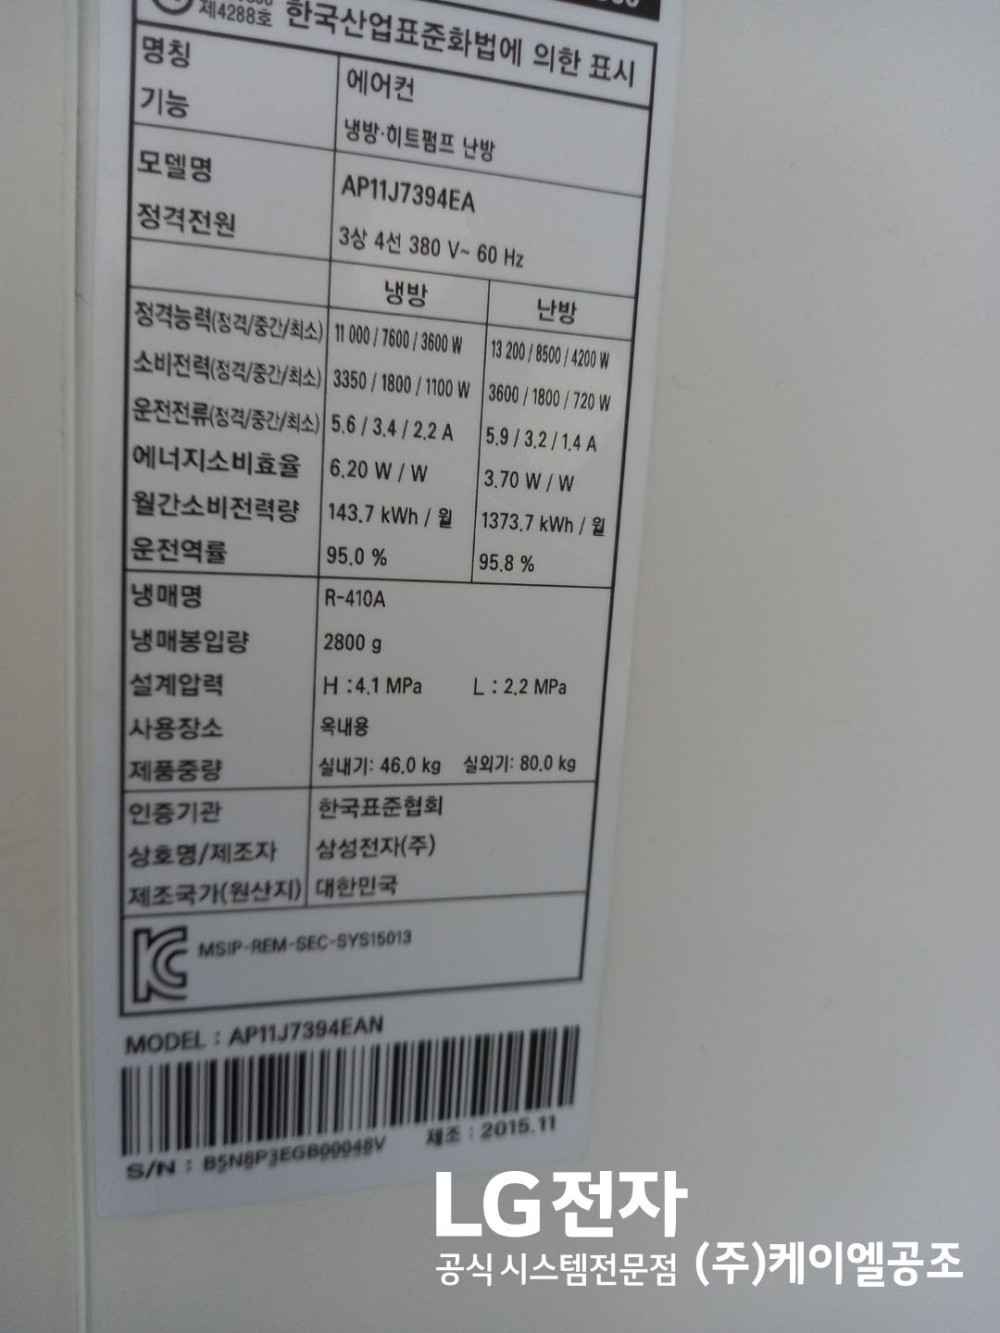 제4288호 한국산업표준화법에 의한 표시
명칭 에어컨
기능 냉방·히트펌프 난방
모델명 AP11J7394EA
정격전원 3상 4선 380 V~ 60 Hz
냉방 난방
정격능력(정격/중간/최소) 11 000 / 7600 / 3600 W 13 200 / 8500 / 4200 W
소비전력(정격/중간/최소) 3350 / 1800 / 1100 W 3600 / 1800 / 720 W
운전전류(정격/중간/최소) 5.6 / 3.4 / 2.2 A 5.9 / 3.2 / 1.4 A
에너지소비효율 6.20 W / W 3.70 W / W
월간소비전력량 143.7 kWh / 월 1373.7 kWh / 월
운전역률 95.0 % 95.8 %
냉매명 R-410A
냉매봉입량 2800 g
설계압력 H : 4.1 MPa L : 2.2 MPa
사용장소 옥내용
제품중량 실내기: 46.0 kg 실외기: 80.0 kg
인증기관 한국표준협회
상호명/제조자 삼성전자(주)
제조국가(원산지) 대한민국
MSIP-REM-SEC-SYS15013
MODEL : AP11J7394EAN
S/N : B5N8P3EGB00048V 제조 : 2015.11
LG전자
공식 시스템전문점 (주)케이엘공조